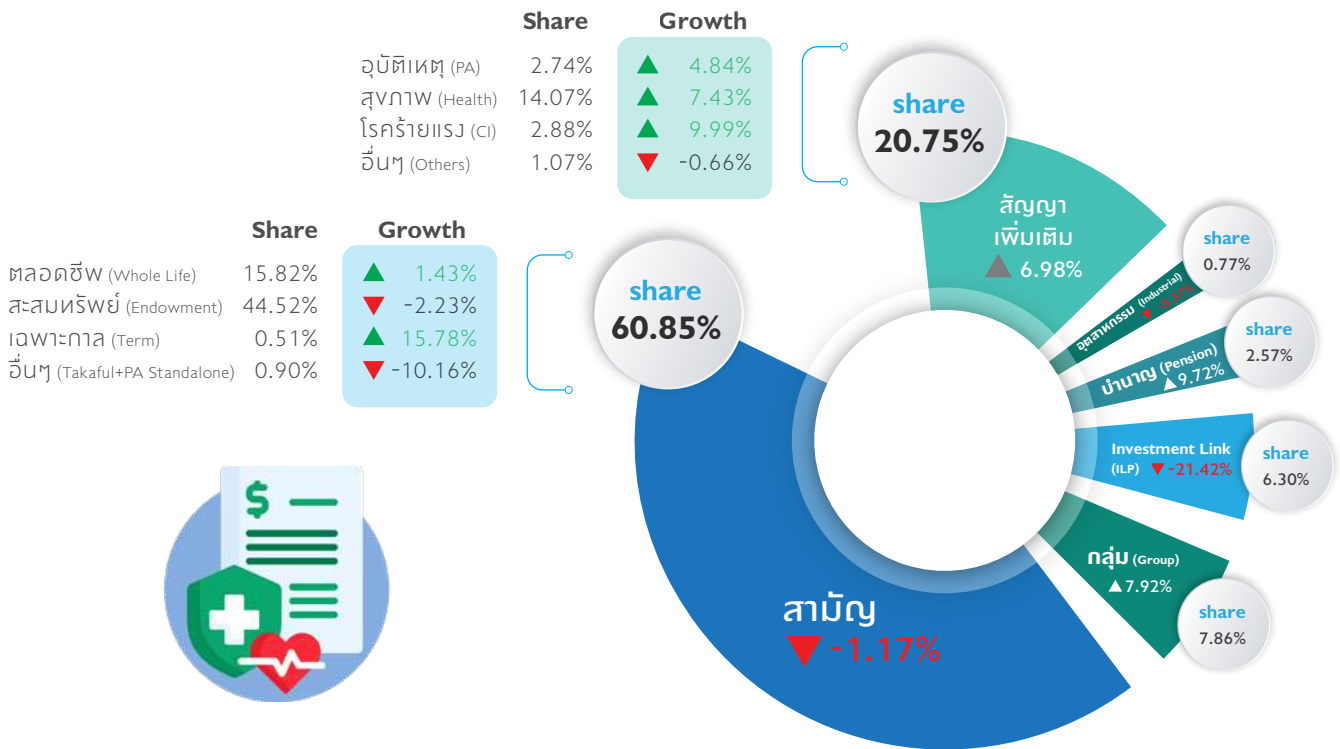 Share Growth
อุบัติเหตุ (PA) 2.74% ▲ 4.84%
สุขภาพ (Health) 14.07% ▲ 7.43%
โรคร้ายแรง (CI) 2.88% ▲ 9.99%
อื่นๆ (Others) 1.07% ▼ -0.66%
share
20.75%
สัญญา
เพิ่มเติม
▲ 6.98%
Share Growth
ตลอดชีพ (Whole Life) 15.82% ▲ 1.43%
สะสมทรัพย์ (Endowment) 44.52% ▼ -2.23%
เฉพาะกาล (Term) 0.51% ▲ 15.78%
อื่นๆ (Takaful+PA Standalone) 0.90% ▼ -10.16%
share
60.85%
share
0.77%
อุตสาหกรรม (Industrial)
share
2.57%
บำนาญ (Pension)
▲ 9.72%
Investment Link
(ILP) ▼ -21.42%
share
6.30%
กลุ่ม (Group)
▲ 7.92%
share
7.86%
สามัญ
▼ -1.17%
$